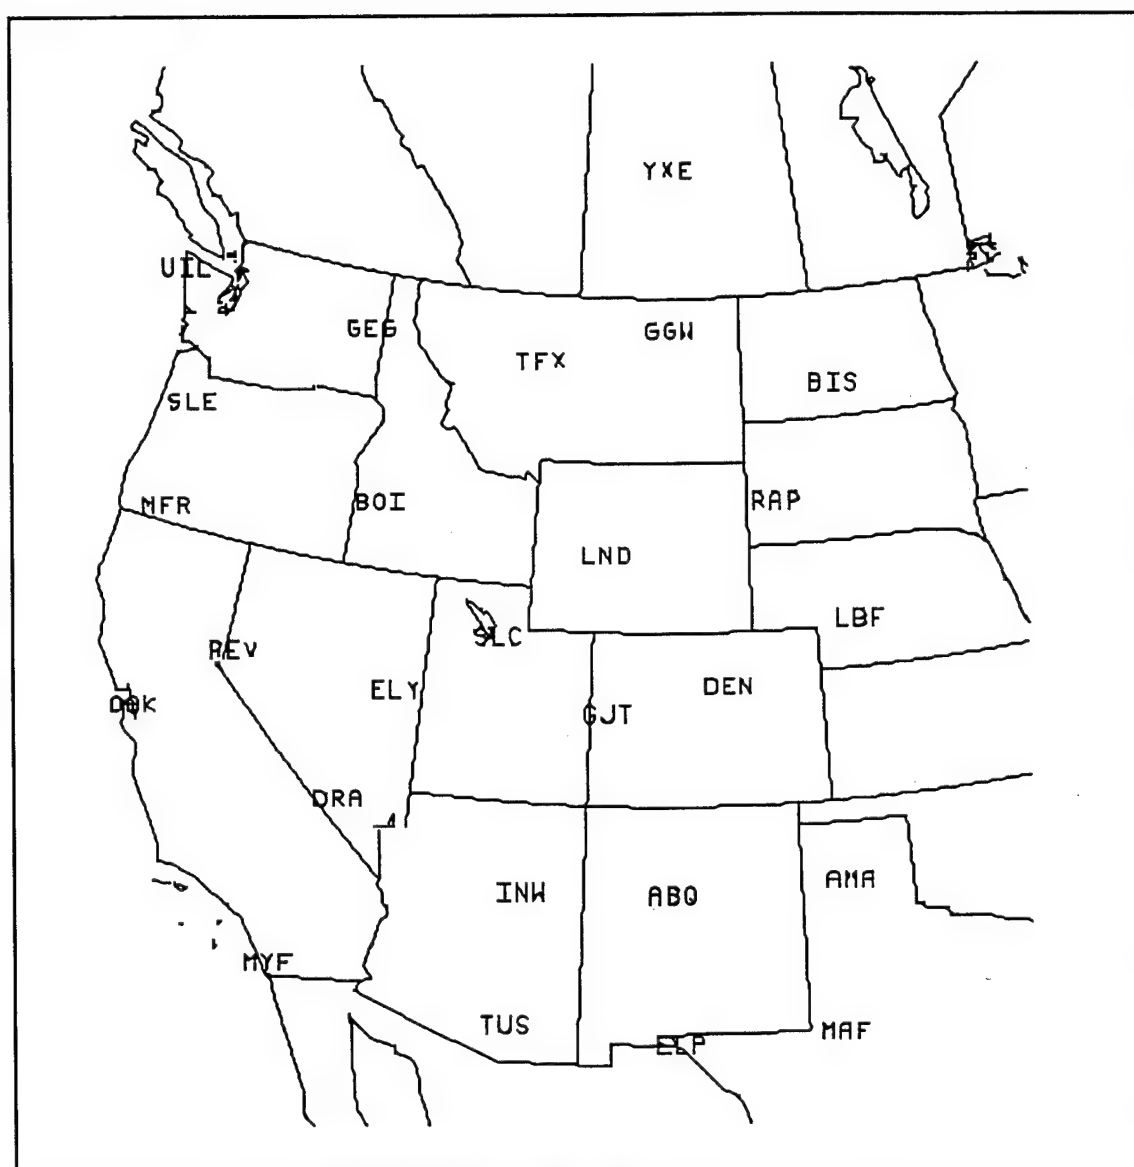 YXE
UIL
GEG
GGW
TFX
BIS
SLE
MFR
BOI
RAP
LND
LBF
SLC
REV
ELY
DEN
OAK
GJT
DRA
INW
ABQ
AMA
MYF
TUS
MAF
ELP